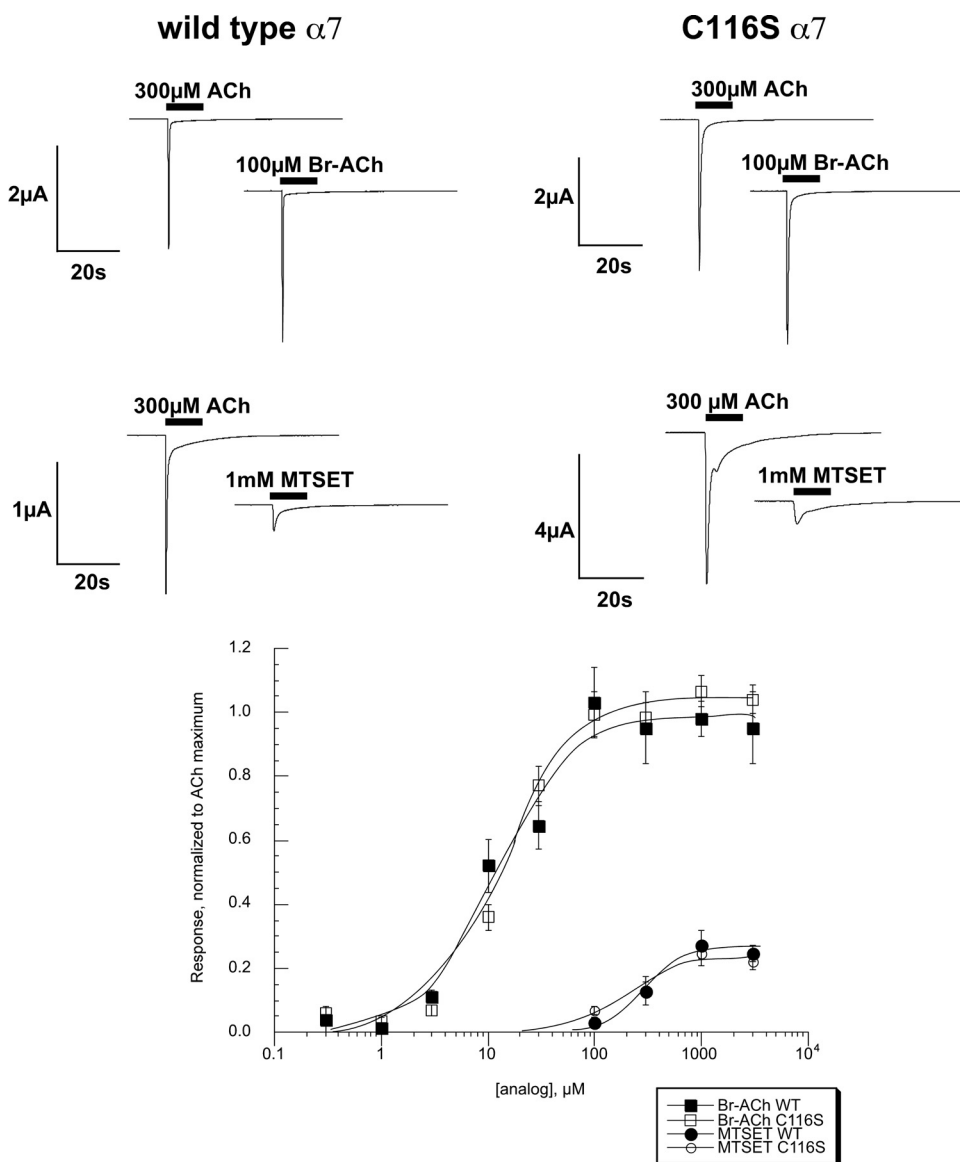 wild type α7
C116S α7
300µM ACh
100µM Br-ACh
2µA
20s
300µM ACh
100µM Br-ACh
2µA
20s
300µM ACh
1mM MTSET
1µA
20s
300 µM ACh
1mM MTSET
4µA
20s
Response, normalized to ACh maximum
1.2
1.0
0.8
0.6
0.4
0.2
0.0
0.1
1
10
100
1000
10⁴
[analog], µM
Br-ACh WT
Br-ACh C116S
MTSET WT
MTSET C116S